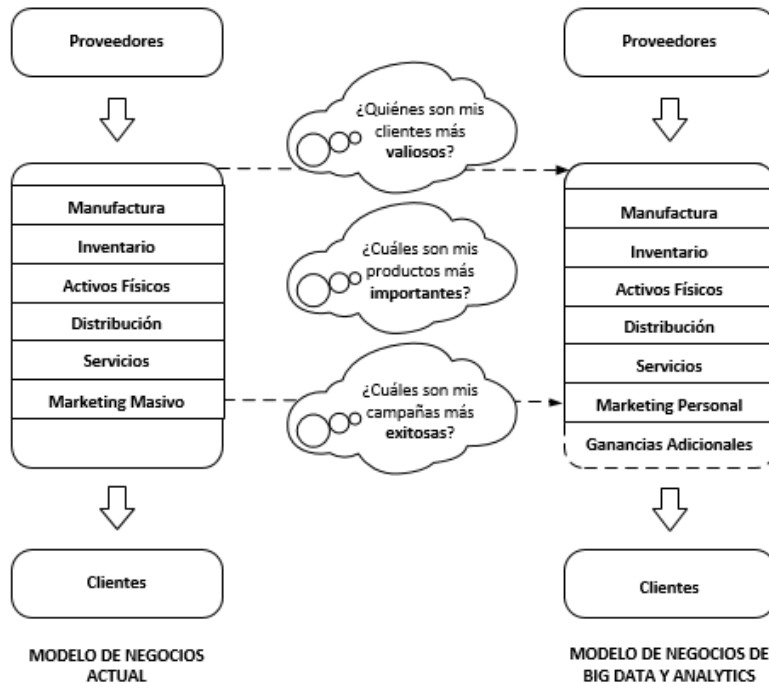 Proveedores
Manufactura
Inventario
Activos Físicos
Distribución
Servicios
Marketing Masivo
Clientes
MODELO DE NEGOCIOS
ACTUAL
¿Quiénes son mis
clientes más
valiosos?
¿Cuáles son mis
productos más
importantes?
¿Cuáles son mis
campañas más
exitosas?
Proveedores
Manufactura
Inventario
Activos Físicos
Distribución
Servicios
Marketing Personal
Ganancias Adicionales
Clientes
MODELO DE NEGOCIOS DE
BIG DATA Y ANALYTICS